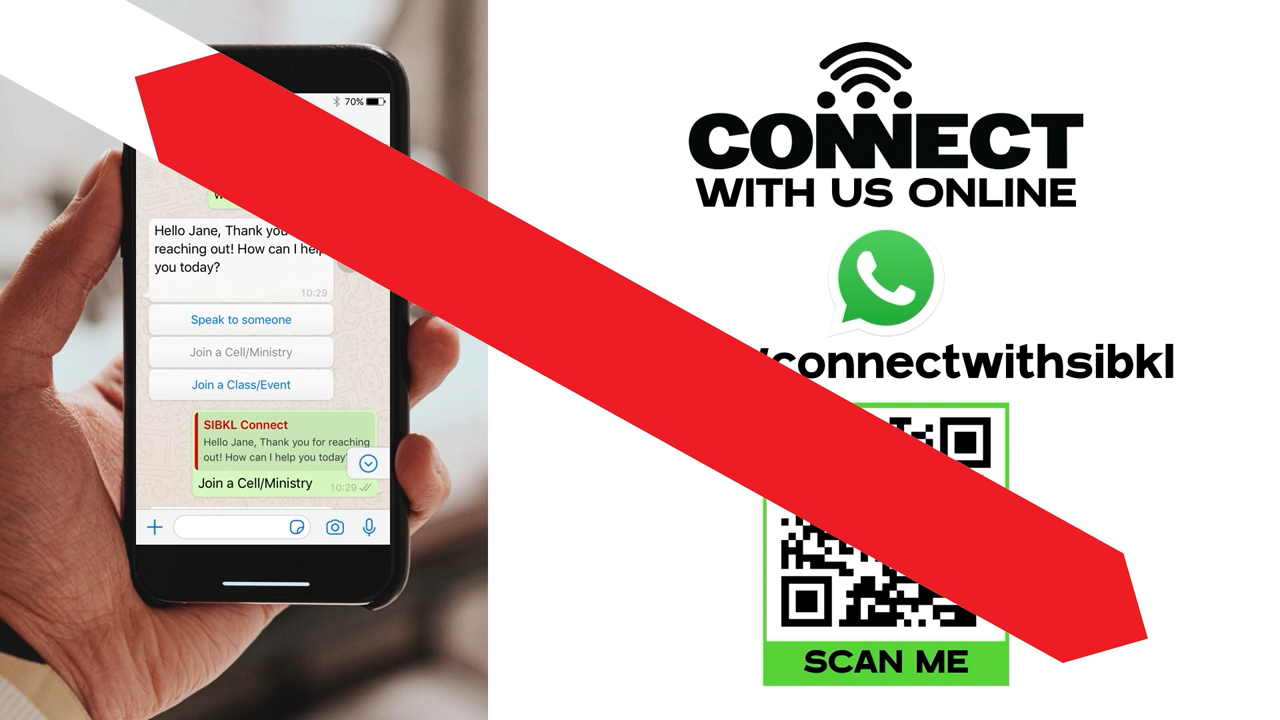 70%
Hello Jane, Thank you
reaching out! How can I help
you today?
10:29
Speak to someone
Join a Cell/Ministry
Join a Class/Event
SIBKL Connect
Hello Jane, Thank you for reaching
out! How can I help you today?
Join a Cell/Ministry
10:29
CONNECT
WITH US ONLINE
/connectwithsibkl
SCAN ME